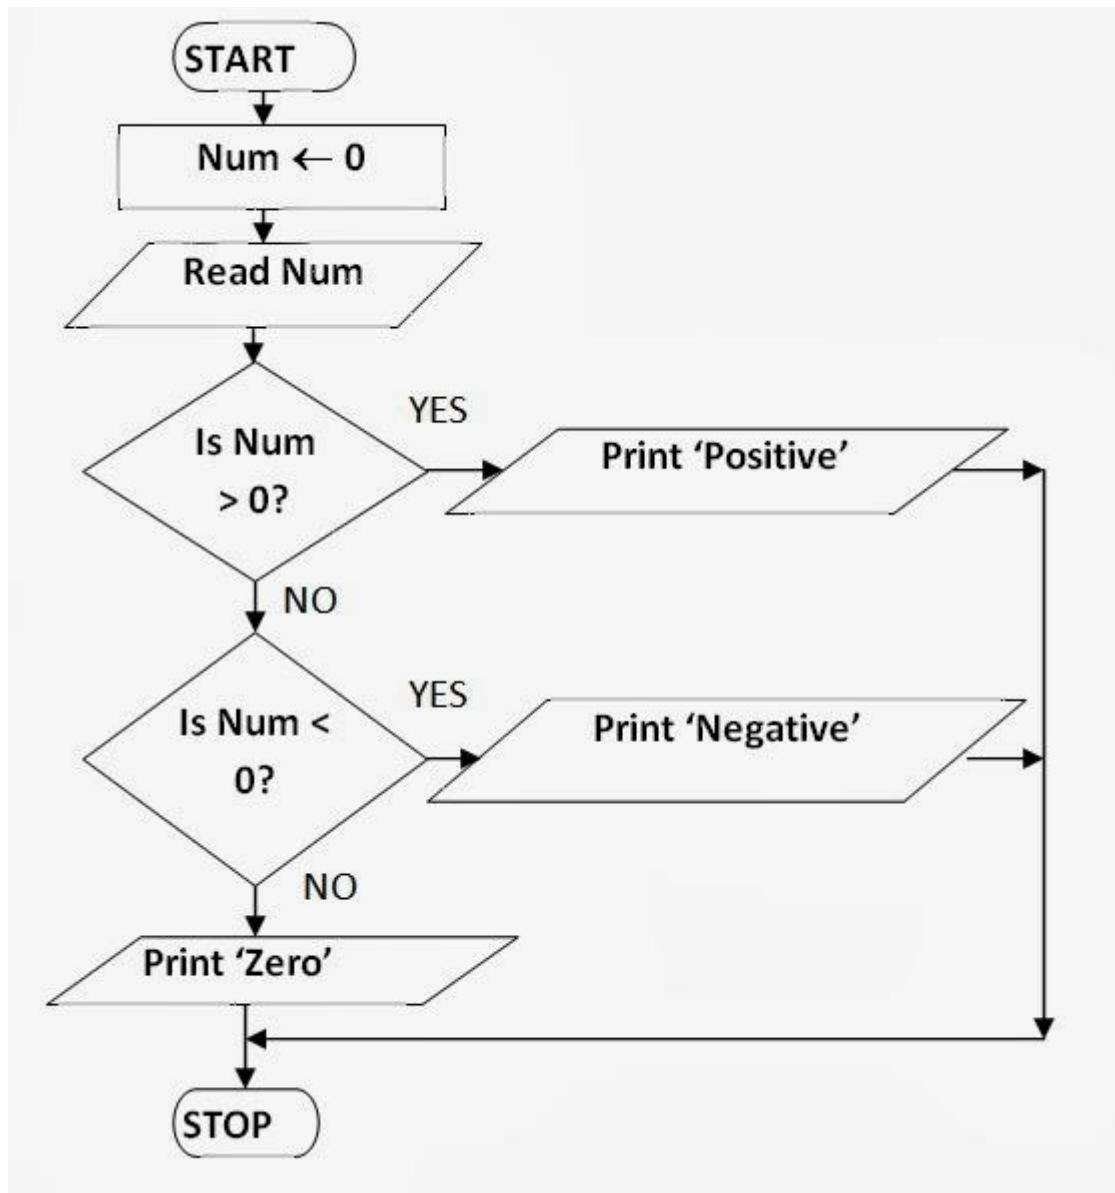 START
Num ← 0
Read Num
YES
Is Num
> 0?
Print ‘Positive’
NO
YES
Is Num <
0?
Print ‘Negative’
NO
Print ‘Zero’
STOP